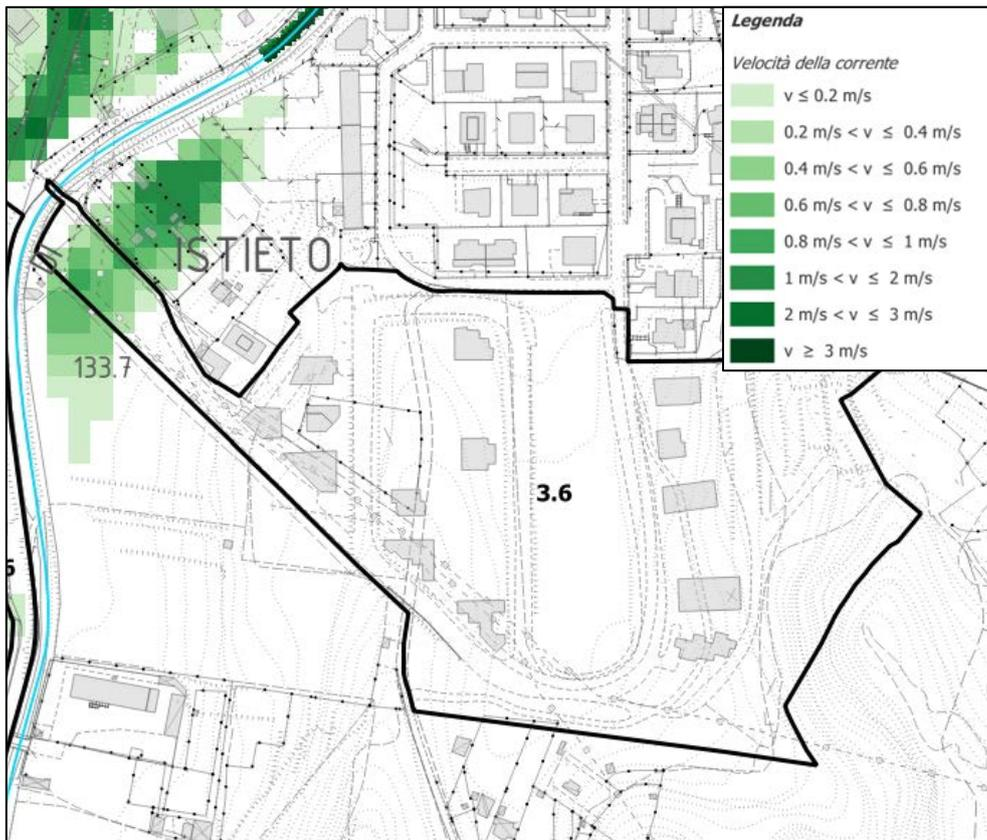 Legenda
Velocità della corrente
v ≤ 0.2 m/s
0.2 m/s < v ≤ 0.4 m/s
0.4 m/s < v ≤ 0.6 m/s
0.6 m/s < v ≤ 0.8 m/s
0.8 m/s < v ≤ 1 m/s
1 m/s < v ≤ 2 m/s
2 m/s < v ≤ 3 m/s
v ≥ 3 m/s
ISTIETO
133.7
3.6